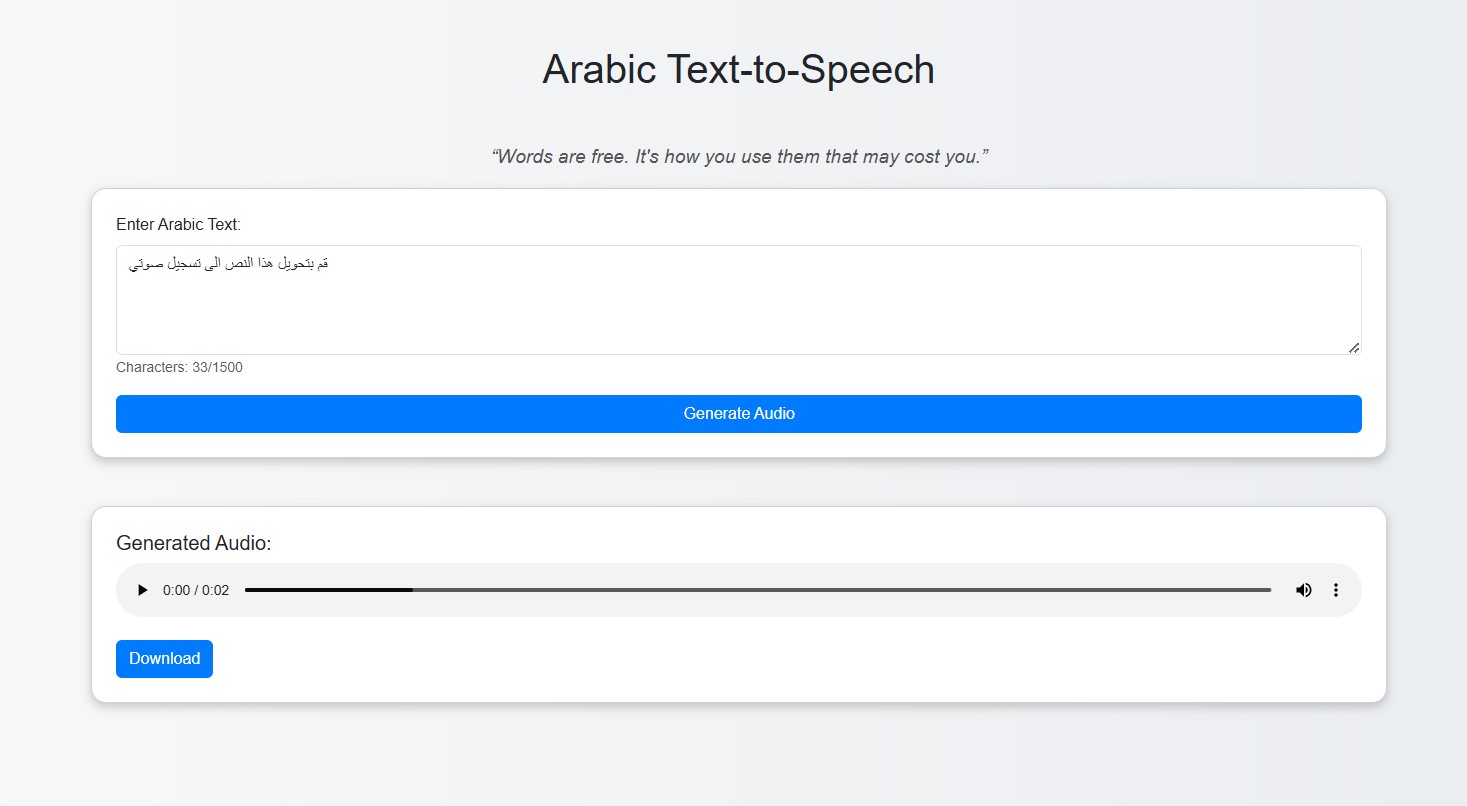 Arabic Text-to-Speech
“Words are free. It's how you use them that may cost you.”
Enter Arabic Text:
قم بتحويل هذا النص الى تسجيل صوتي
Characters: 33/1500
Generate Audio
Generated Audio:
0:00 / 0:02
Download